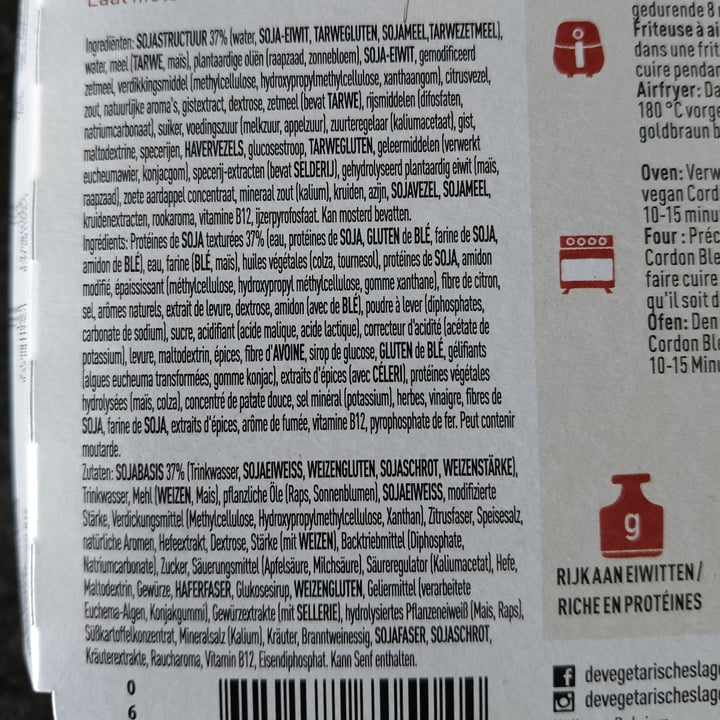 Ingrediënten: SOJASTRUCTUUR 37% (water, SOJA-EIWIT, TARWEGLUTEN, SOJAMEEL, TARWEZETMEEL),
water, meel (TARWE, maïs), plantaardige oliën (raapzaad, zonnebloem), SOJA-EIWIT, gemodificeerd
zetmeel, verdikkingsmiddel (methylcellulose, hydroxypropylmethylcellulose, xanthaangom), citrusvezel,
zout, natuurlijke aroma's, gistextract, dextrose, zetmeel (bevat TARWE), rijsmiddelen (difosfaten,
natriumcarbonaat), suiker, voedingszuur (melkzuur, appelzuur), zuurteregelaar (kaliumacetaat), gist,
maltodextrine, specerijen, HAVERVEZELS, glucosestroop, TARWEGLUTEN, geleermiddelen (verwerkt
eucheumawier, konjacgom), specerij-extracten (bevat SELDERIJ), gehydrolyseerd plantaardig eiwit (maïs,
raapzaad), zoete aardappel concentraat, mineraal zout (kalium), kruiden, azijn, SOJAVEZEL, SOJAMEEL,
kruidenextracten, rookaroma, vitamine B12, ijzerpyrofosfaat. Kan mosterd bevatten.
Ingrédients: Protéines de SOJA texturées 37% (eau, protéines de SOJA, GLUTEN de BLÉ, farine de SOJA,
amidon de BLÉ), eau, farine (BLÉ, maïs), huiles végétales (colza, tournesol), protéines de SOJA, amidon
modifié, épaississant (méthylcellulose, hydroxypropyl méthylcellulose, gomme xanthane), fibre de citron,
sel, arômes naturels, extrait de levure, dextrose, amidon (avec de BLÉ), poudre à lever (diphosphates,
carbonate de sodium), sucre, acidifiant (acide malique, acide lactique), correcteur d'acidité (acétate de
potassium), levure, maltodextrin, épices, fibre d'AVOINE, sirop de glucose, GLUTEN de BLÉ, gélifiants
(algues eucheuma transformées, gomme konjac), extraits d'épices (avec CÉLERI), protéines végétales
hydrolysées (maïs, colza), concentré de patate douce, sel minéral (potassium), herbes, vinaigre, fibres de
SOJA, farine de SOJA, extraits d'épices, arôme de fumée, vitamine B12, pyrophosphate de fer. Peut contenir
moutarde.
Zutaten: SOJABASIS 37% (Trinkwasser, SOJAEIWEISS, WEIZENGLUTEN, SOJASCHROT, WEIZENSTÄRKE),
Trinkwasser, Mehl (WEIZEN, Mais), pflanzliche Öle (Raps, Sonnenblumen), SOJAEIWEISS, modifizierte
Stärke, Verdickungsmittel (Methylcellulose, Hydroxypropylmethylcellulose, Xanthan), Zitrusfaser, Speisesalz,
natürliche Aromen, Hefeextrakt, Dextrose, Stärke (mit WEIZEN), Backtriebmittel (Diphosphate,
Natriumcarbonate), Zucker, Säuerungsmittel (Apfelsäure, Milchsäure), Säureregulator (Kaliumacetat), Hefe,
Maltodextrin, Gewürze, HAFERFASER, Glukosesirup, WEIZENGLUTEN, Geliermittel (verarbeitete
Euchema-Algen, Konjakgummi), Gewürzextrakte (mit SELLERIE), hydrolysiertes Pflanzeneiweiß (Mais, Raps),
Süßkartoffelkonzentrat, Mineralsalz (Kalium), Kräuter, Branntweinessig, SOJAFASER, SOJASCHROT,
Kräuterextrakte, Raucharoma, Vitamin B12, Eisendiphosphat. Kann Senf enthalten.
0
6
gedurende 8
Friteuse à ai
dans une frit
cuire pendar
Airfryer: Da
180 °C vorge
goldbraun b
Oven: Verw
vegan Cord
10-15 minu
Four : Préc
Cordon Ble
faire cuire
qu'il soit d
Ofen: Den
Cordon Ble
10-15 Minu
g
RIJK AAN EIWITTEN /
RICHE EN PROTÉINES
devegetarischeslage
devegetarischeslag